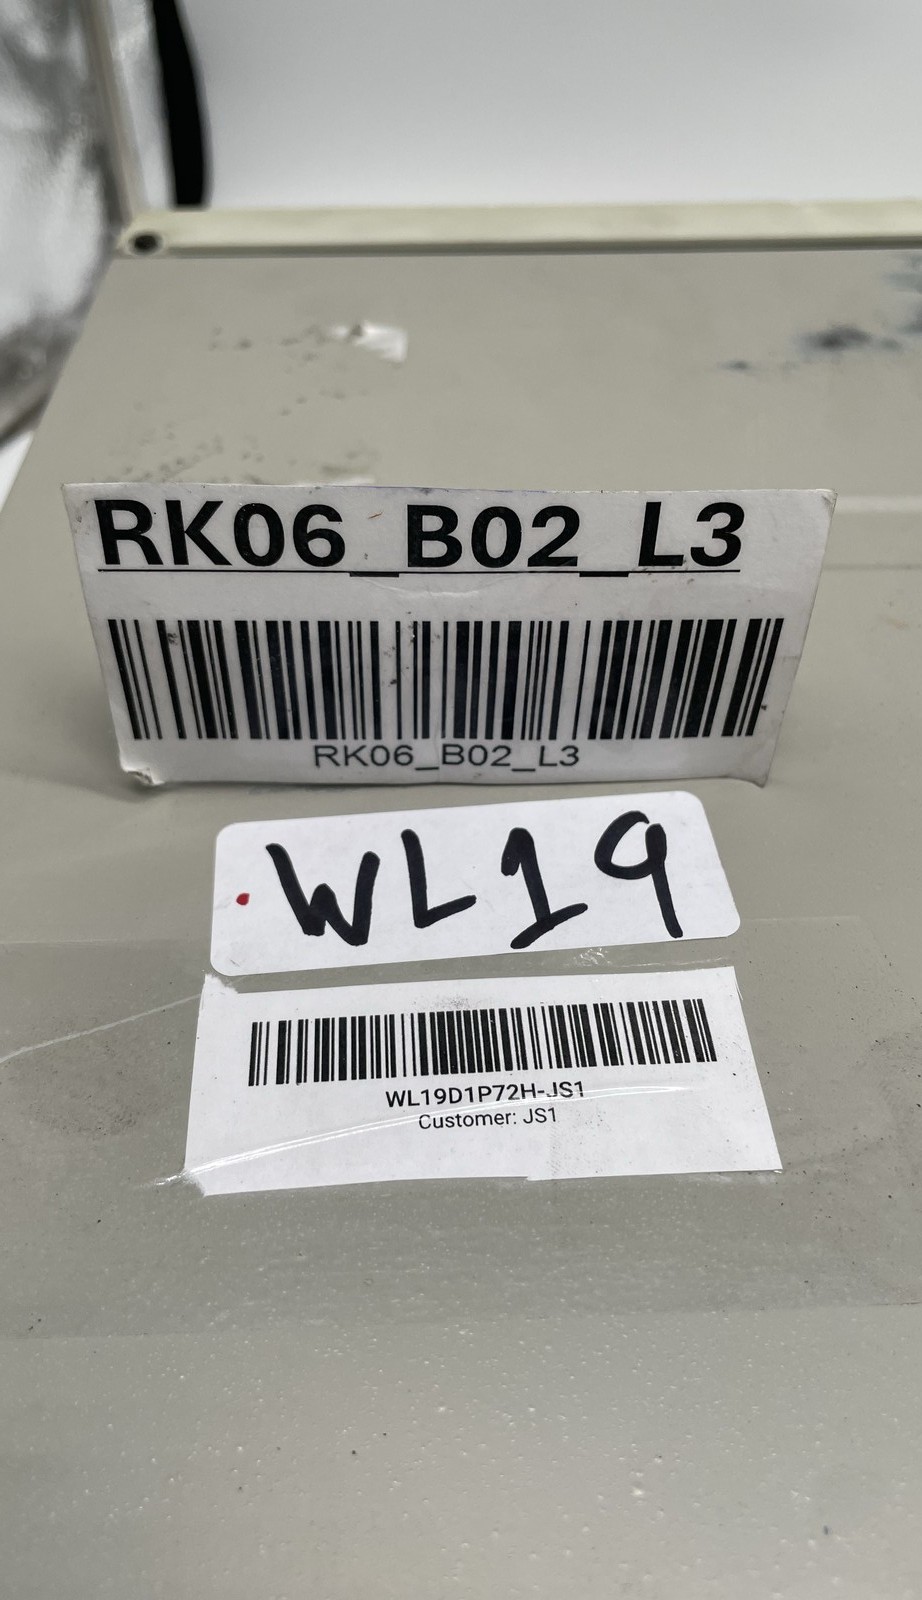 RK06_B02_L3
RK06_B02_L3
WL19
WL19D1P72H-JS1
Customer: JS1